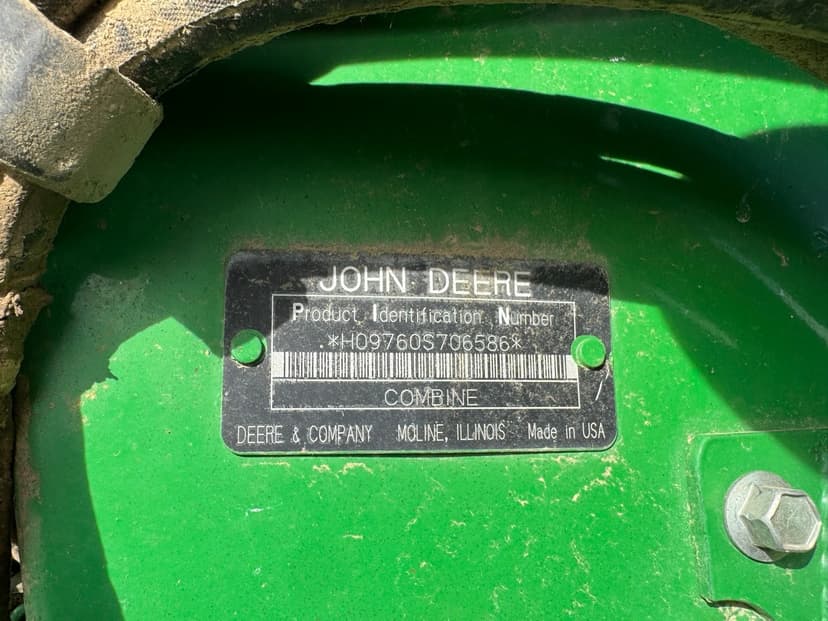 JOHN DEERE
Product Identification Number
*H09760S706586*
COMBINE
DEERE & COMPANY MOLINE, ILLINOIS Made in USA